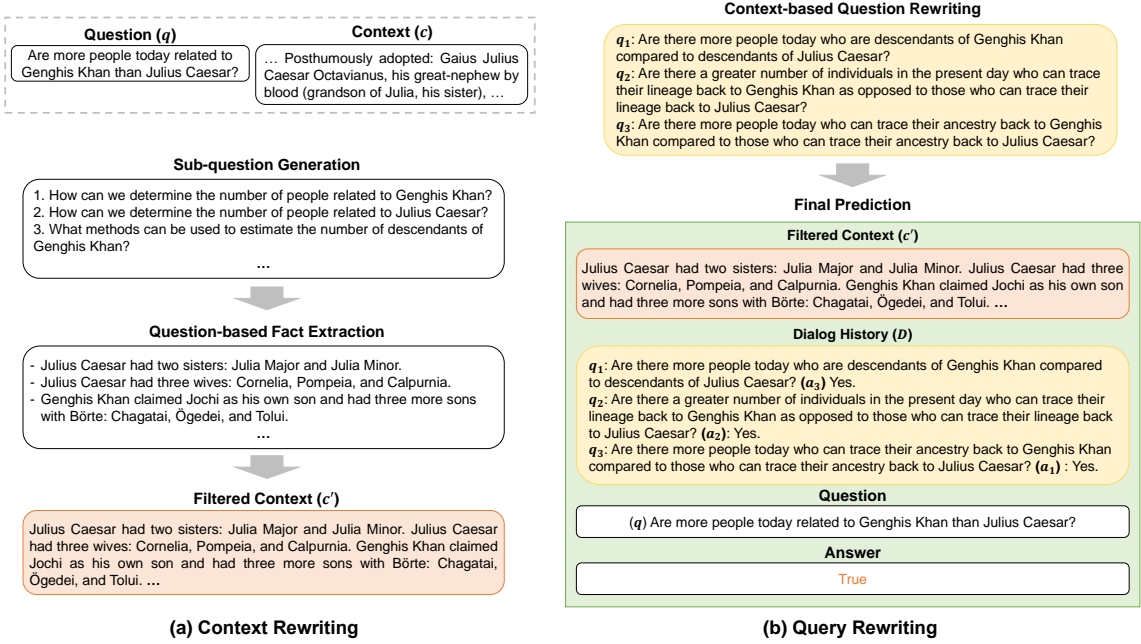 Question (q)
Are more people today related to
Genghis Khan than Julius Caesar?
Context (c)
... Posthumously adopted: Gaius Julius
Caesar Octavianus, his great-nephew by
blood (grandson of Julia, his sister), ...
Sub-question Generation
1. How can we determine the number of people related to Genghis Khan?
2. How can we determine the number of people related to Julius Caesar?
3. What methods can be used to estimate the number of descendants of
Genghis Khan?
...
Question-based Fact Extraction
- Julius Caesar had two sisters: Julia Major and Julia Minor.
- Julius Caesar had three wives: Cornelia, Pompeia, and Calpurnia.
- Genghis Khan claimed Jochi as his own son and had three more sons
with Börte: Chagatai, Ögedei, and Tolui.
...
Filtered Context (c′)
Julius Caesar had two sisters: Julia Major and Julia Minor. Julius Caesar
had three wives: Cornelia, Pompeia, and Calpurnia. Genghis Khan claimed
Jochi as his own son and had three more sons with Börte: Chagatai,
Ögedei, and Tolui. ...
(a) Context Rewriting
Context-based Question Rewriting
q1: Are there more people today who are descendants of Genghis Khan
compared to descendants of Julius Caesar?
q2: Are there a greater number of individuals in the present day who can trace
their lineage back to Genghis Khan as opposed to those who can trace their
lineage back to Julius Caesar?
q3: Are there more people today who can trace their ancestry back to Genghis
Khan compared to those who can trace their ancestry back to Julius Caesar?
Final Prediction
Filtered Context (c′)
Julius Caesar had two sisters: Julia Major and Julia Minor. Julius Caesar had three
wives: Cornelia, Pompeia, and Calpurnia. Genghis Khan claimed Jochi as his own son
and had three more sons with Börte: Chagatai, Ögedei, and Tolui. ...
Dialog History (D)
q1: Are there more people today who are descendants of Genghis Khan compared
to descendants of Julius Caesar? (a3) Yes.
q2: Are there a greater number of individuals in the present day who can trace their
lineage back to Genghis Khan as opposed to those who can trace their lineage back
to Julius Caesar? (a2): Yes.
q3: Are there more people today who can trace their ancestry back to Genghis Khan
compared to those who can trace their ancestry back to Julius Caesar? (a1) : Yes.
Question
(q) Are more people today related to Genghis Khan than Julius Caesar?
Answer
True
(b) Query Rewriting